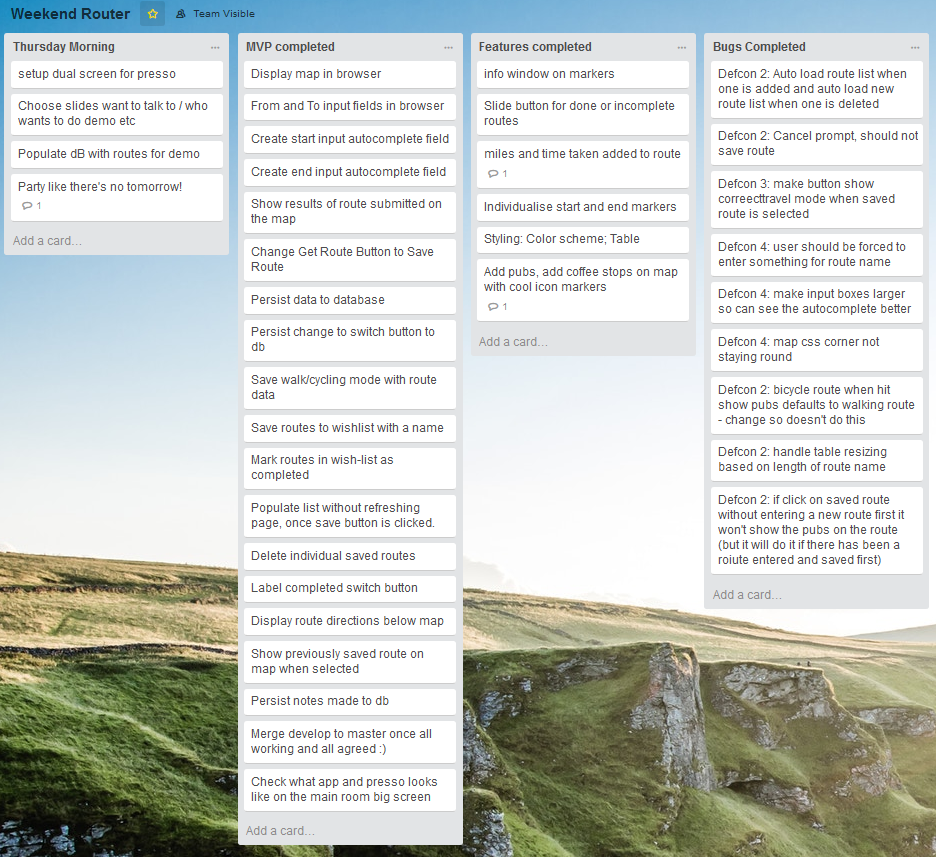 Weekend Router
Team Visible
Thursday Morning
setup dual screen for presso
Choose slides want to talk to / who
wants to do demo etc
Populate dB with routes for demo
Party like there's no tomorrow!
1
Add a card…
MVP completed
Display map in browser
From and To input fields in browser
Create start input autocomplete field
Create end input autocomplete field
Show results of route submitted on
the map
Change Get Route Button to Save
Route
Persist data to database
Persist change to switch button to
db
Save walk/cycling mode with route
data
Save routes to wishlist with a name
Mark routes in wish-list as
completed
Populate list without refreshing
page, once save button is clicked.
Delete individual saved routes
Label completed switch button
Display route directions below map
Show previously saved route on
map when selected
Persist notes made to db
Merge develop to master once all
working and all agreed :)
Check what app and presso looks
like on the main room big screen
Add a card…
Features completed
info window on markers
Slide button for done or incomplete
routes
miles and time taken added to route
1
Individualise start and end markers
Styling: Color scheme; Table
Add pubs, add coffee stops on map
with cool icon markers
1
Add a card…
Bugs Completed
Defcon 2: Auto load route list when
one is added and auto load new
route list when one is deleted
Defcon 2: Cancel prompt, should not
save route
Defcon 3: make button show
correecttravel mode when saved
route is selected
Defcon 4: user should be forced to
enter something for route name
Defcon 4: make input boxes larger
so can see the autocomplete better
Defcon 4: map css corner not
staying round
Defcon 2: bicycle route when hit
show pubs defaults to walking route
- change so doesn't do this
Defcon 2: handle table resizing
based on length of route name
Defcon 2: if click on saved route
without entering a new route first it
won't show the pubs on the route
(but it will do it if there has been a
roiute entered and saved first)
Add a card…